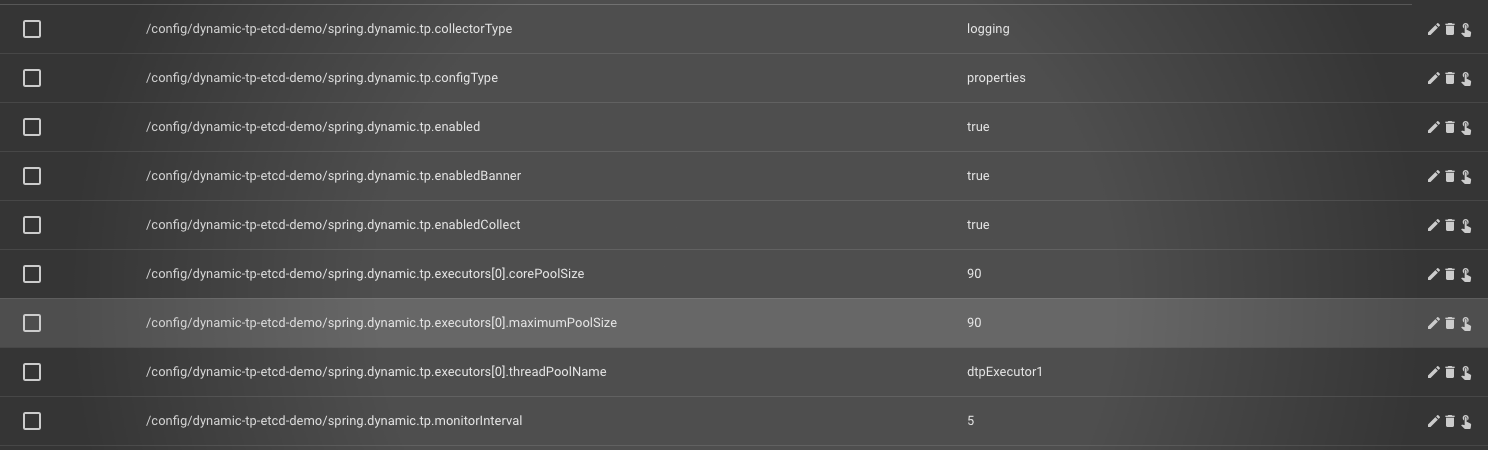 /config/dynamic-tp-etcd-demo/spring.dynamic.tp.collectorType logging
/config/dynamic-tp-etcd-demo/spring.dynamic.tp.configType properties
/config/dynamic-tp-etcd-demo/spring.dynamic.tp.enabled true
/config/dynamic-tp-etcd-demo/spring.dynamic.tp.enabledBanner true
/config/dynamic-tp-etcd-demo/spring.dynamic.tp.enabledCollect true
/config/dynamic-tp-etcd-demo/spring.dynamic.tp.executors[0].corePoolSize 90
/config/dynamic-tp-etcd-demo/spring.dynamic.tp.executors[0].maximumPoolSize 90
/config/dynamic-tp-etcd-demo/spring.dynamic.tp.executors[0].threadPoolName dtpExecutor1
/config/dynamic-tp-etcd-demo/spring.dynamic.tp.monitorInterval 5